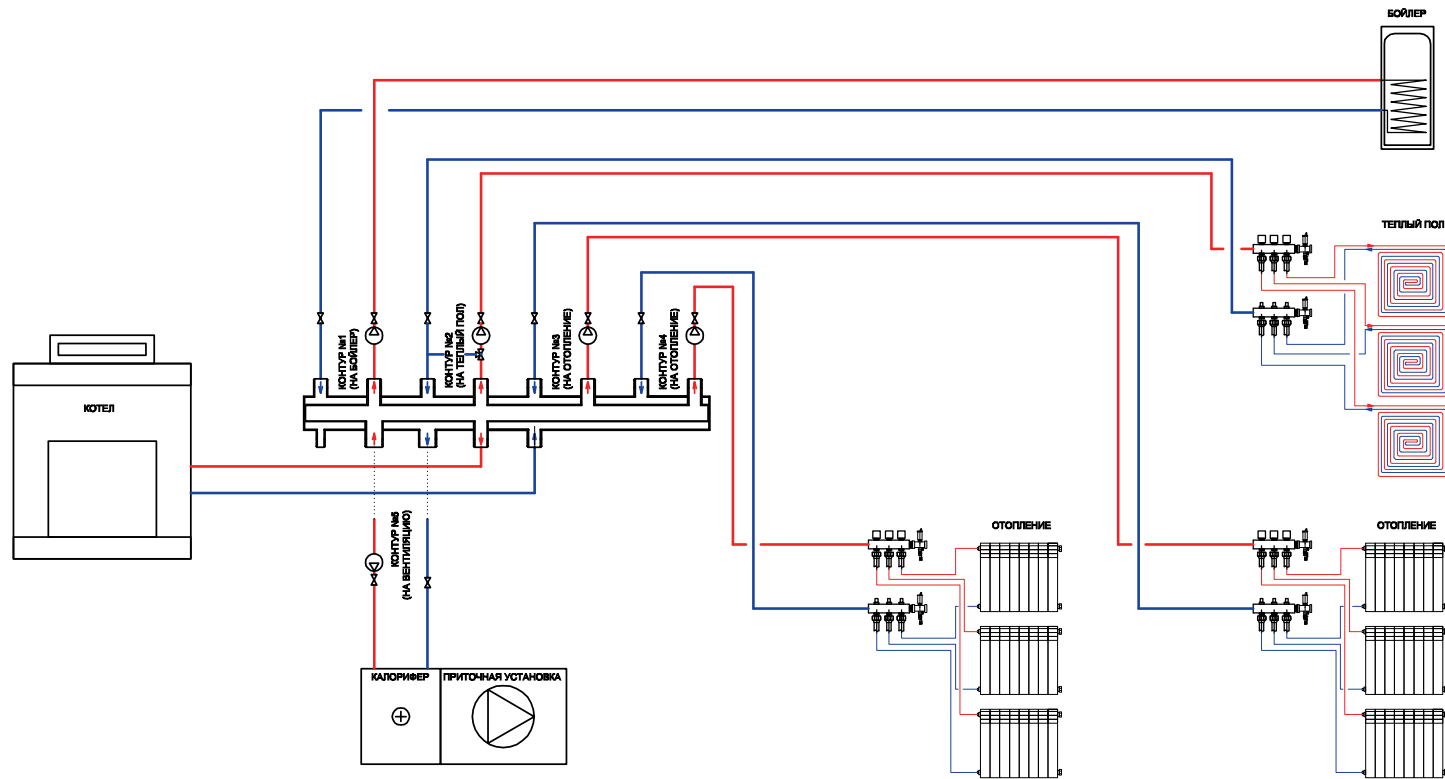 БОЙЛЕР
ТЕПЛЫЙ ПОЛ
КОНТУР №1
(НА БОЙЛЕР)
КОНТУР №2
(НА ТЕПЛЫЙ ПОЛ)
КОНТУР №3
(НА ОТОПЛЕНИЕ)
КОНТУР №4
(НА ОТОПЛЕНИЕ)
КОТЕЛ
КОНТУР №5
(НА ВЕНТИЛЯЦИЮ)
ОТОПЛЕНИЕ
ОТОПЛЕНИЕ
КАЛОРИФЕР
ПРИТОЧНАЯ УСТАНОВКА